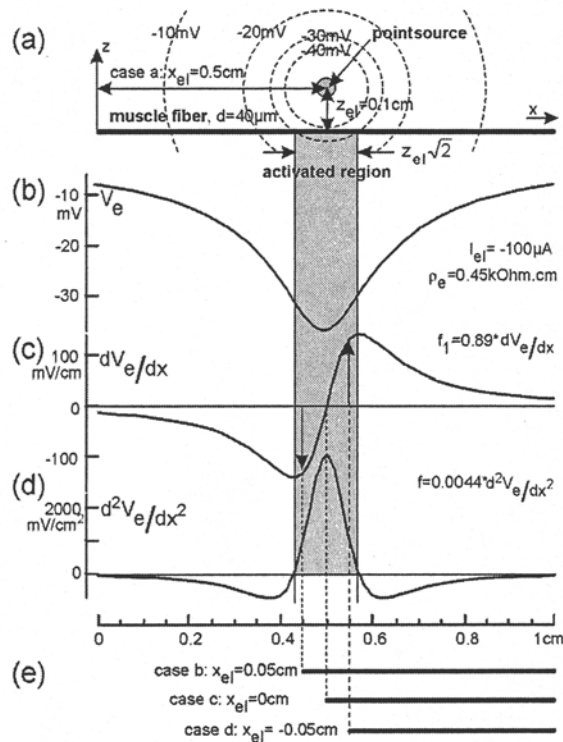 (a)
z
-10mV
-20mV
-30mV
-40mV
pointsource
case a: x_el=0.5cm
z_el≠0.1cm
muscle fiber, d=40µm
x
z_el√2
activated region
(b)
V_e
-10
mV
-20
-30
I_el= -100µA
ρ_e=0.45kOhm.cm
(c)
100
mV/cm
dV_e/dx
f_1=0.89*dV_e/dx
0
-100
(d)
2000
mV/cm²
d²V_e/dx²
f=0.0044*d²V_e/dx²
0
0 0.2 0.4 0.6 0.8 1cm
(e)
case b: x_el=0.05cm
case c: x_el=0cm
case d: x_el= -0.05cm